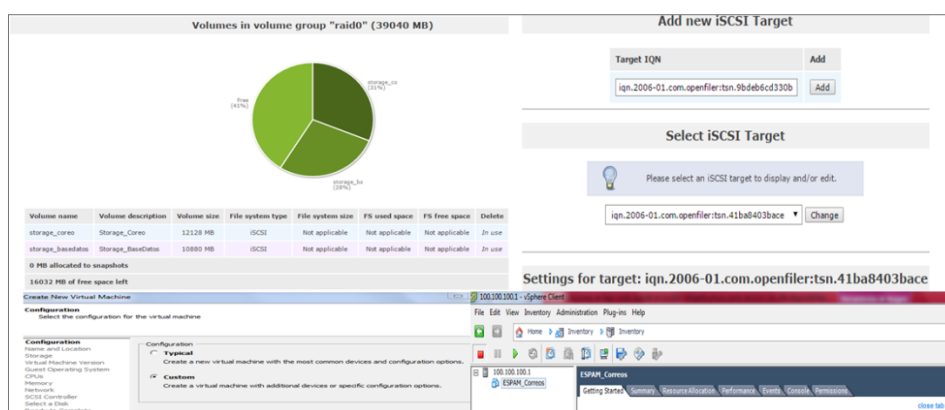 Volumes in volume group "raid0" (39040 MB)
Free
(41%)
storage_co
(31%)
storage_ba
(28%)
Volume name Volume description Volume size File system type File system size FS used space FS free space Delete
storage_coreo Storage_Coreo 12128 MB iSCSI Not applicable Not applicable Not applicable In use
storage_basedatos Storage_BaseDatos 10880 MB iSCSI Not applicable Not applicable Not applicable In use
0 MB allocated to snapshots
16032 MB of free space left
Add new iSCSI Target
Target IQN Add
iqn.2006-01.com.openfiler:tsn.9bdeb6cd330b Add
Select iSCSI Target
Please select an iSCSI target to display and/or edit.
iqn.2006-01.com.openfiler:tsn.41ba8403bace Change
Settings for target: iqn.2006-01.com.openfiler:tsn.41ba8403bace
Create New Virtual Machine
Configuration
Select the configuration for the virtual machine
Configuration
Name and Location
Storage
Virtual Machine Version
Guest Operating System
CPUs
Memory
Network
SCSI Controller
Select a Disk
Ready to Complete
Configuration
Typical
Create a new virtual machine with the most common devices and configuration options.
Custom
Create a virtual machine with additional devices or specific configuration options.
100.100.100.1 - vSphere Client
File Edit View Inventory Administration Plug-ins Help
Home Inventory Inventory
100.100.100.1
ESPAM_Correos
ESPAM_Correos
Getting Started Summary Resource Allocation Performance Events Console Permissions
close tab